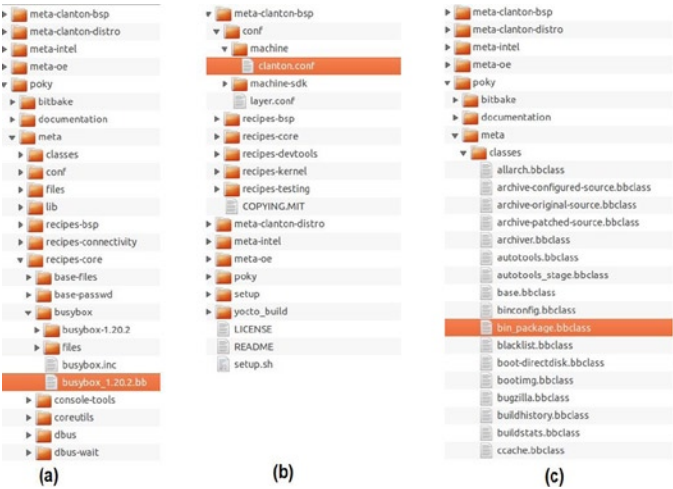 meta-clanton-bsp
meta-clanton-distro
meta-intel
meta-oe
poky
bitbake
documentation
meta
classes
conf
files
lib
recipes-bsp
recipes-connectivity
recipes-core
base-files
base-passwd
busybox
busybox-1.20.2
files
busybox.inc
busybox_1.20.2.bb
console-tools
coreutils
dbus
dbus-wait
(a)
meta-clanton-bsp
conf
machine
clanton.conf
machine-sdk
layer.conf
recipes-bsp
recipes-core
recipes-devtools
recipes-kernel
recipes-testing
COPYING.MIT
meta-clanton-distro
meta-intel
meta-oe
poky
setup
yocto_build
LICENSE
README
setup.sh
(b)
meta-clanton-bsp
meta-clanton-distro
meta-intel
meta-oe
poky
bitbake
documentation
meta
classes
allarch.bbclass
archive-configured-source.bbclass
archive-original-source.bbclass
archive-patched-source.bbclass
archiver.bbclass
autotools.bbclass
autotools_stage.bbclass
base.bbclass
binconfig.bbclass
bin_package.bbclass
blacklist.bbclass
boot-directdisk.bbclass
bootimg.bbclass
bugzilla.bbclass
buildhistory.bbclass
buildstats.bbclass
ccache.bbclass
(c)